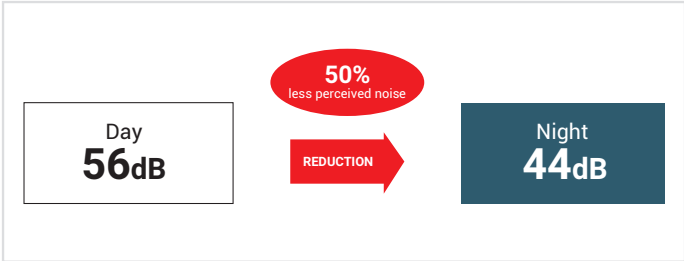 50%
less perceived noise
Day
56dB
REDUCTION
Night
44dB